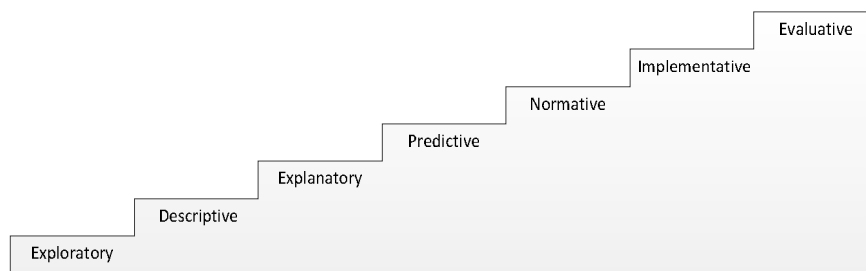 Evaluative
Implementative
Normative
Predictive
Explanatory
Descriptive
Exploratory